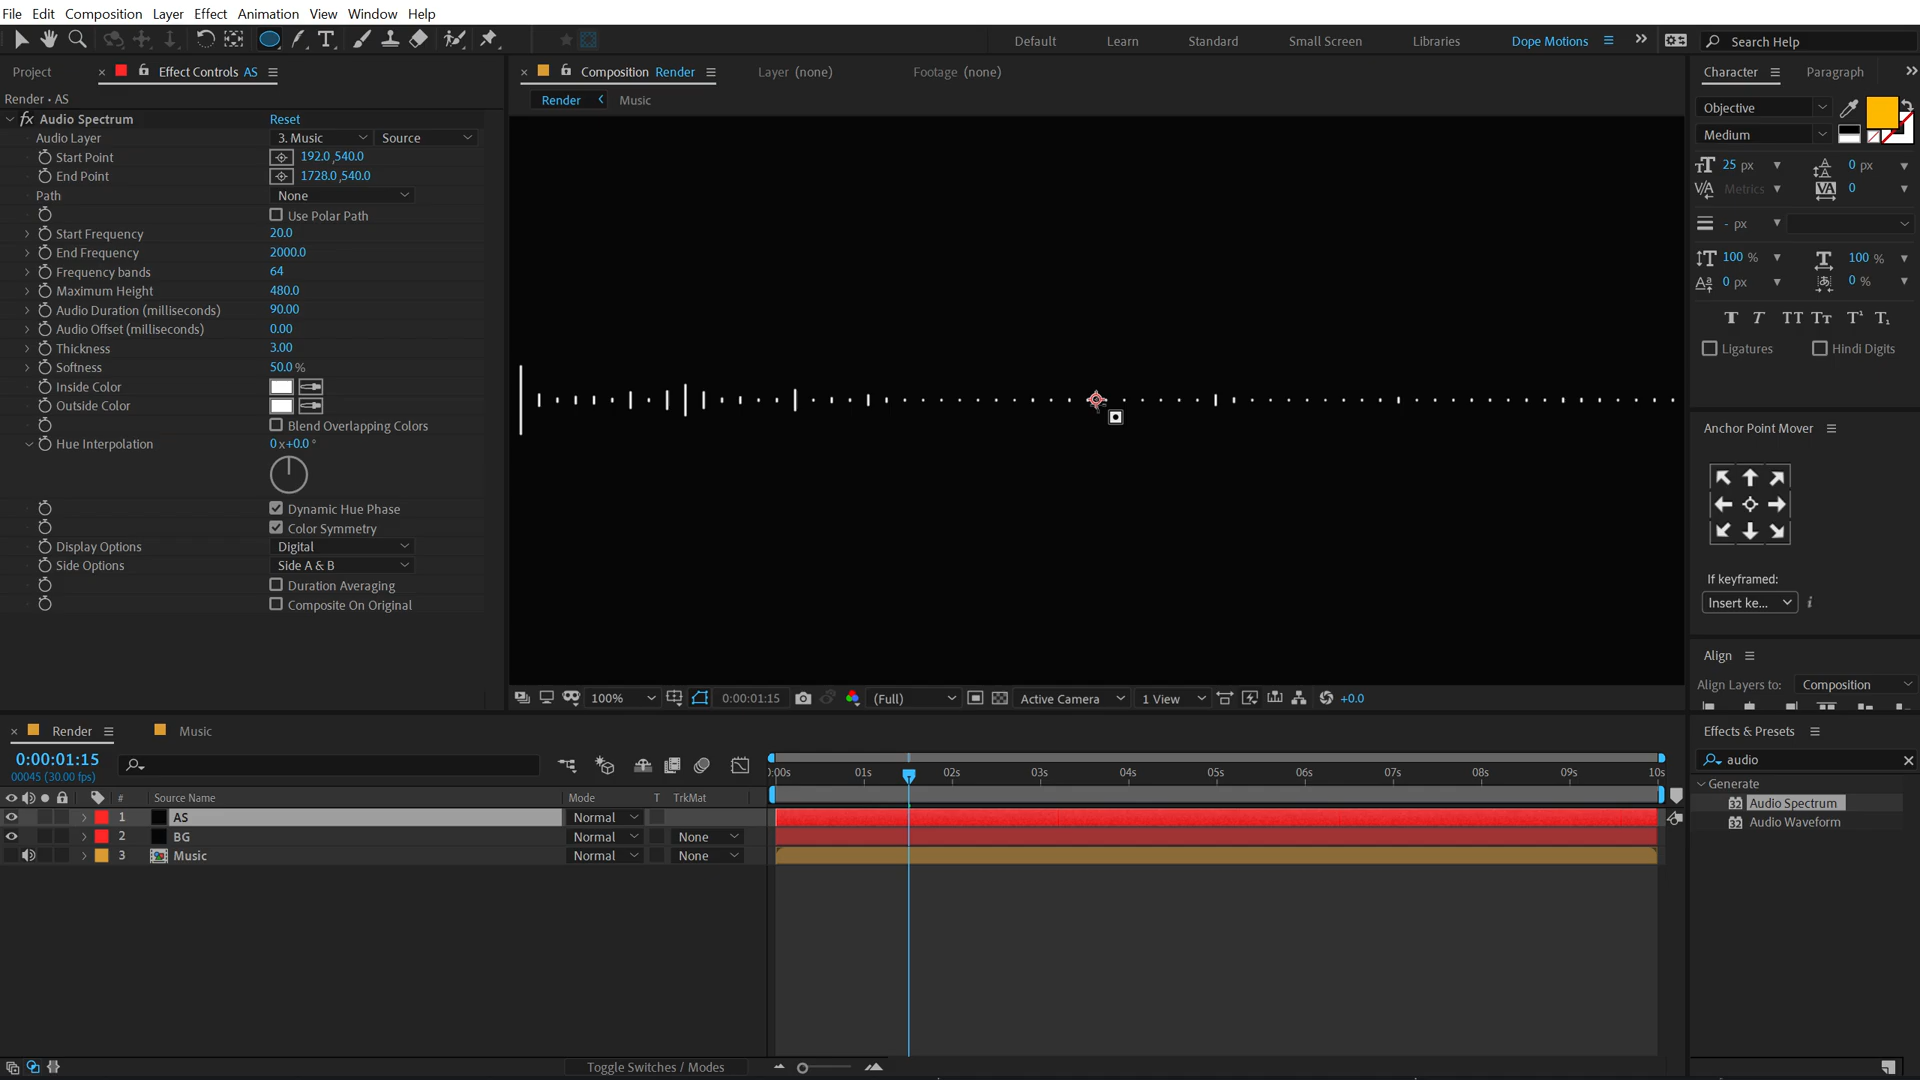 File Edit Composition Layer Effect Animation View Window Help
Default Learn Standard Small Screen Libraries Dope Motions Search Help
Project Effect Controls AS
Render • AS
Audio Spectrum Reset
Audio Layer 3. Music Source
Start Point 192.0,540.0
End Point 1728.0,540.0
Path None
Use Polar Path
Start Frequency 20.0
End Frequency 2000.0
Frequency bands 64
Maximum Height 480.0
Audio Duration (milliseconds) 90.00
Audio Offset (milliseconds) 0.00
Thickness 3.00
Softness 50.0 %
Inside Color
Outside Color
Blend Overlapping Colors
Hue Interpolation 0 x+0.0 °
Dynamic Hue Phase
Color Symmetry
Display Options Digital
Side Options Side A & B
Duration Averaging
Composite On Original
Composition Render Layer (none) Footage (none)
Render Music
100% 0:00:01:15 (Full) Active Camera 1 View +0.0
Character Paragraph
Objective
Medium
25 px 0 px
Metrics 0
- px
100 % 100 %
0 px 0 %
T T TT Tт T¹ T₁
Ligatures Hindi Digits
Anchor Point Mover
If keyframed:
Insert ke...
Align
Align Layers to: Composition
Effects & Presets
audio
Generate
32 Audio Spectrum
32 Audio Waveform
Render Music
0:00:01:15
00045 (30.00 fps)
# Source Name Mode T TrkMat
1 AS Normal
2 BG Normal None
3 Music Normal None
):00s 01s 02s 03s 04s 05s 06s 07s 08s 09s 10s
Toggle Switches / Modes